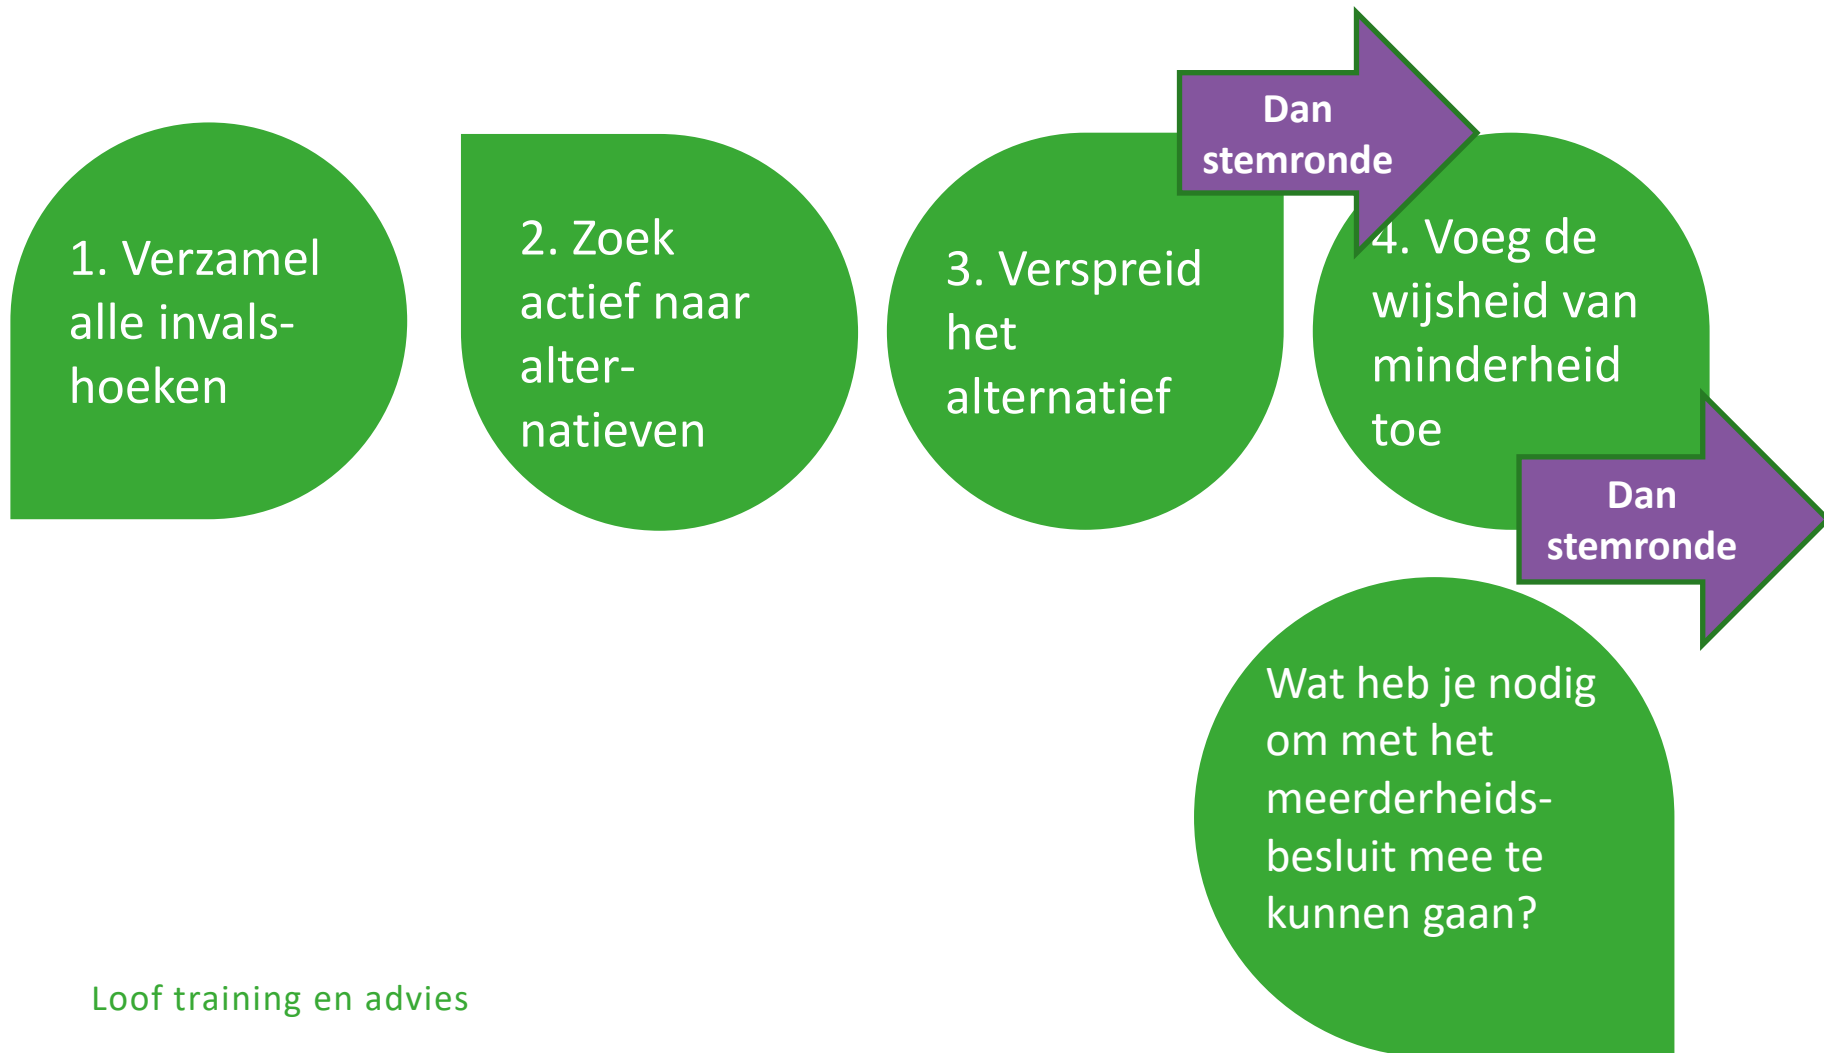 1. Verzamel
alle invals-
hoeken
2. Zoek
actief naar
alter-
natieven
3. Verspreid
het
alternatief
Dan
stemronde
4. Voeg de
wijsheid van
minderheid
toe
Dan
stemronde
Wat heb je nodig
om met het
meerderheids-
besluit mee te
kunnen gaan?
Loof training en advies